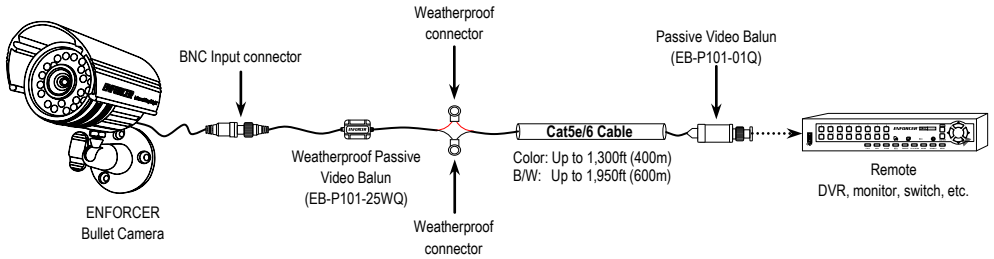 Weatherproof
connector
BNC Input connector
Passive Video Balun
(EB-P101-01Q)
ENFORCER
ENFORCER
Cat5e/6 Cable
ENFORCER
Weatherproof Passive
Video Balun
(EB-P101-25WQ)
Color: Up to 1,300ft (400m)
B/W: Up to 1,950ft (600m)
Remote
DVR, monitor, switch, etc.
ENFORCER
Bullet Camera
Weatherproof
connector